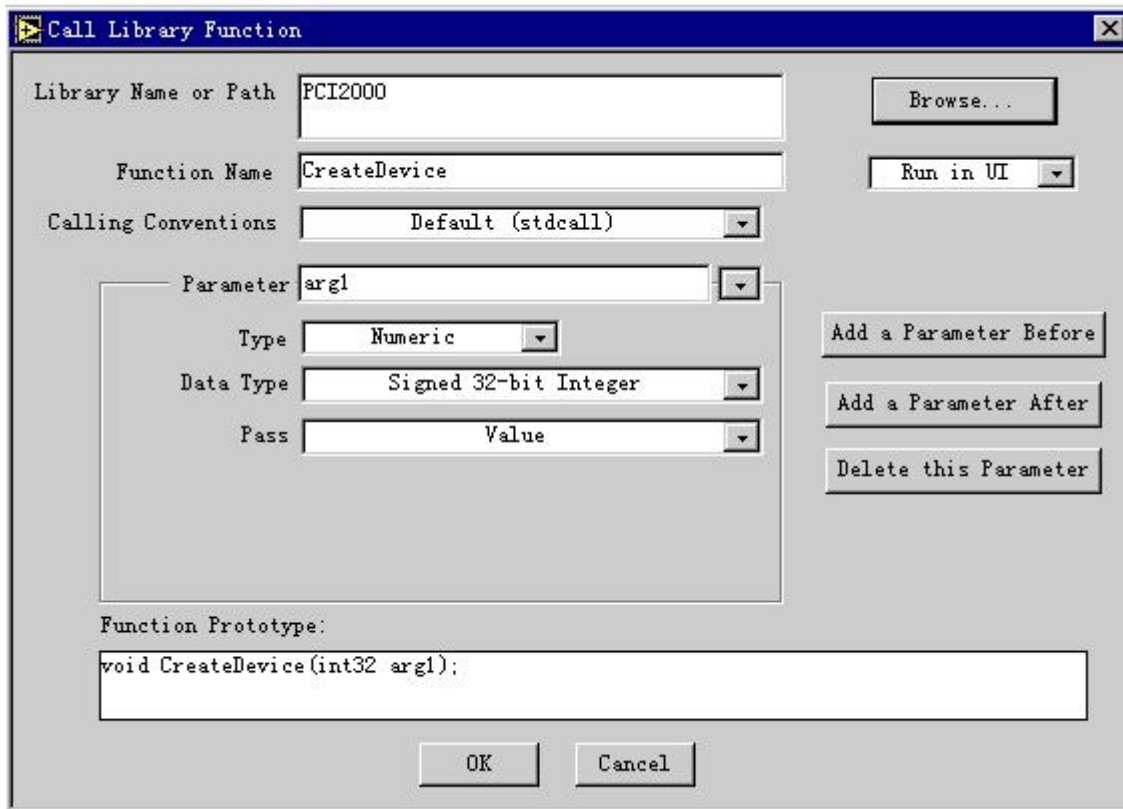 Call Library Function
Library Name or Path PCI2000 Browse...
Function Name CreateDevice Run in UI
Calling Conventions Default (stdcall)
Parameter arg1
Type Numeric Add a Parameter Before
Data Type Signed 32-bit Integer Add a Parameter After
Pass Value Delete this Parameter
Function Prototype:
void CreateDevice(int32 arg1);
OK Cancel